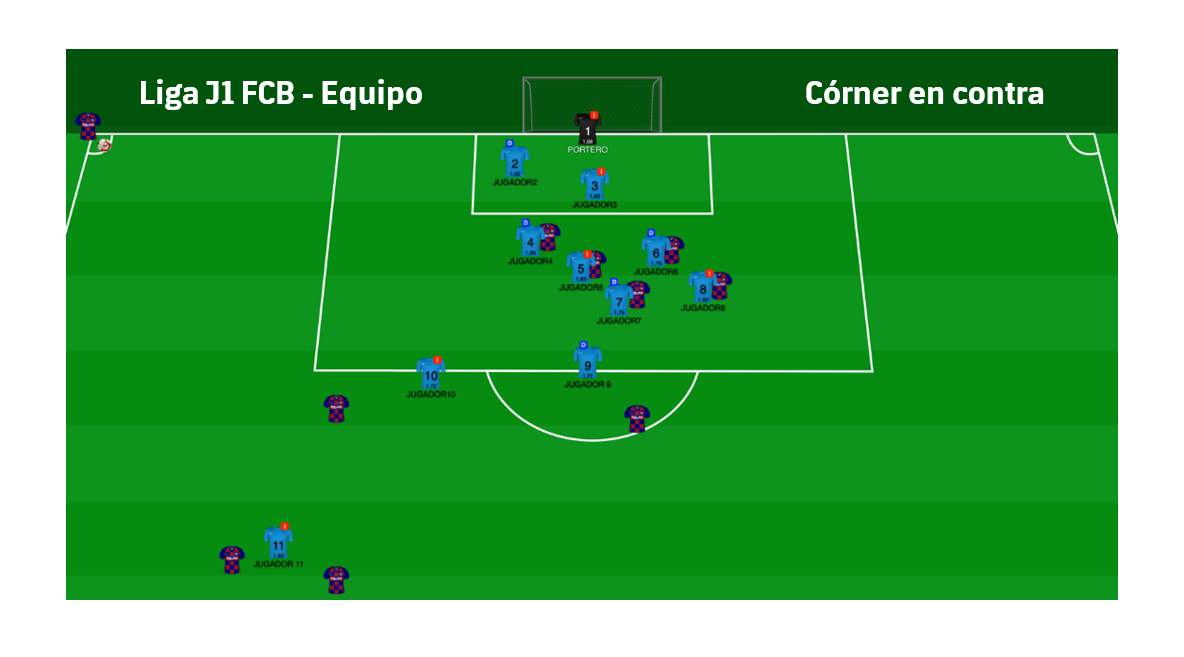 Liga J1 FCB - Equipo
Córner en contra
I
1
PORTERO
D
2
JUGADOR2
I
3
JUGADOR3
D
4
JUGADOR4
I
5
JUGADOR5
D
6
JUGADOR6
D
7
JUGADOR7
I
8
JUGADOR8
D
9
JUGADOR 9
I
10
JUGADOR10
I
11
JUGADOR 11